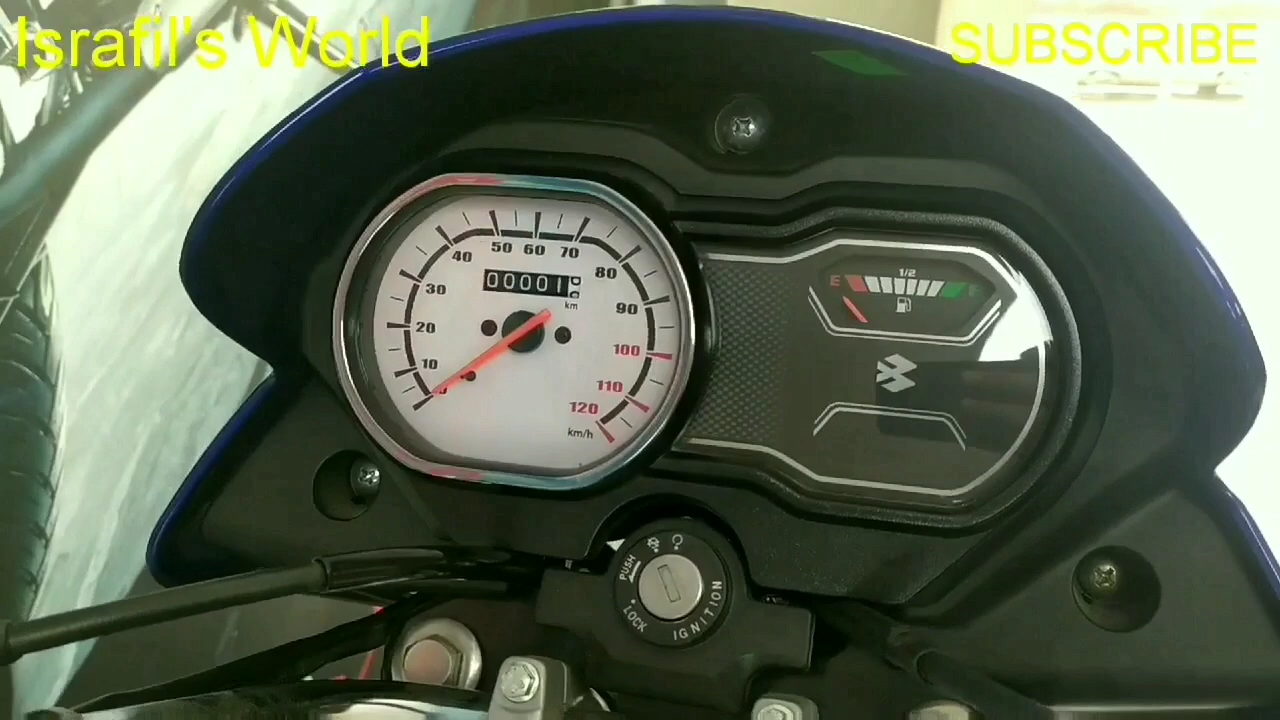 Israfil's World
SUBSCRIBE
50 60 70
40 80
30 90
20 100
10 110
0 120
00001
km
km/h
1/2
E F
PUSH
LOCK
IGNITION